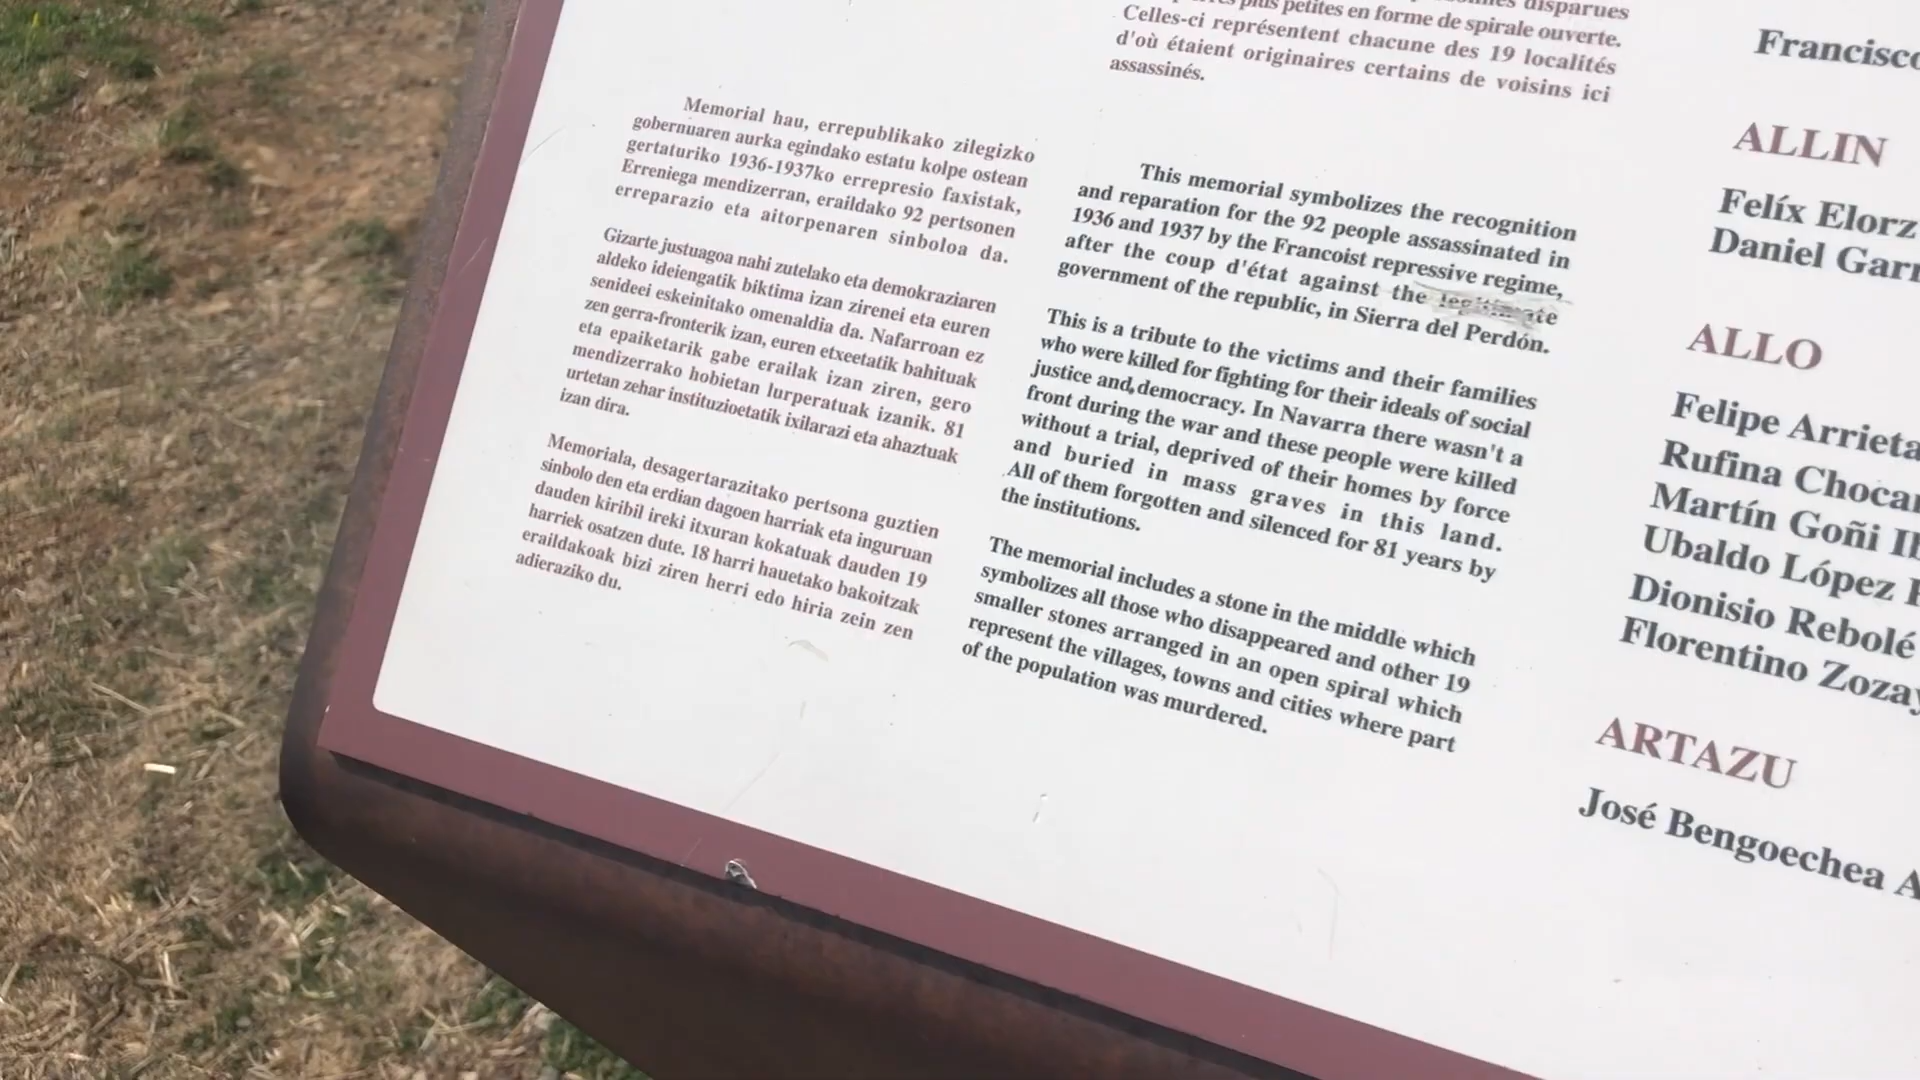 disparues
plus petites en forme de spirale ouverte.
Celles-ci représentent chacune des 19 localités
d'où étaient originaires certains de voisins ici
assassinés.
Memorial hau, errepublikako zilegizko
gobernuaren aurka egindako estatu kolpe ostean
gertaturiko 1936-1937ko errepresio faxistak,
Erreniega mendizerran, eraildako 92 pertsonen
erreparazio eta aitorpenaren sinboloa da.
Gizarte justuagoa nahi zutelako eta demokraziaren
aldeko ideiengatik biktima izan zirenei eta euren
senideei eskeinitako omenaldia da. Nafarroan ez
zen gerra-fronterik izan, euren etxeetatik bahituak
eta epaiketarik gabe erailak izan ziren, gero
mendizerrako hobietan lurperatuak izanik. 81
urtetan zehar instituzioetatik ixilarazi eta ahaztuak
izan dira.
Memoriala, desagertarazitako pertsona guztien
sinbolo den eta erdian dagoen harriak eta inguruan
dauden kiribil ireki itxuran kokatuak dauden 19
harriek osatzen dute. 18 harri hauetako bakoitzak
eraildakoak bizi ziren herri edo hiria zein zen
adieraziko du.
This memorial symbolizes the recognition
and reparation for the 92 people assassinated in
1936 and 1937 by the Francoist repressive regime,
after the coup d'état against the legitimate
government of the republic, in Sierra del Perdón.
This is a tribute to the victims and their families
who were killed for fighting for their ideals of social
justice and democracy. In Navarra there wasn't a
front during the war and these people were killed
without a trial, deprived of their homes by force
and buried in mass graves in this land.
All of them forgotten and silenced for 81 years by
the institutions.
The memorial includes a stone in the middle which
symbolizes all those who disappeared and other 19
smaller stones arranged in an open spiral which
represent the villages, towns and cities where part
of the population was murdered.
Francisco
ALLIN
Felíx Elorz
Daniel Garn
ALLO
Felipe Arrieta
Rufina Chocar
Martín Goñi
Ubaldo López
Dionisio Rebolé
Florentino Zozay
ARTAZU
José Bengoechea A